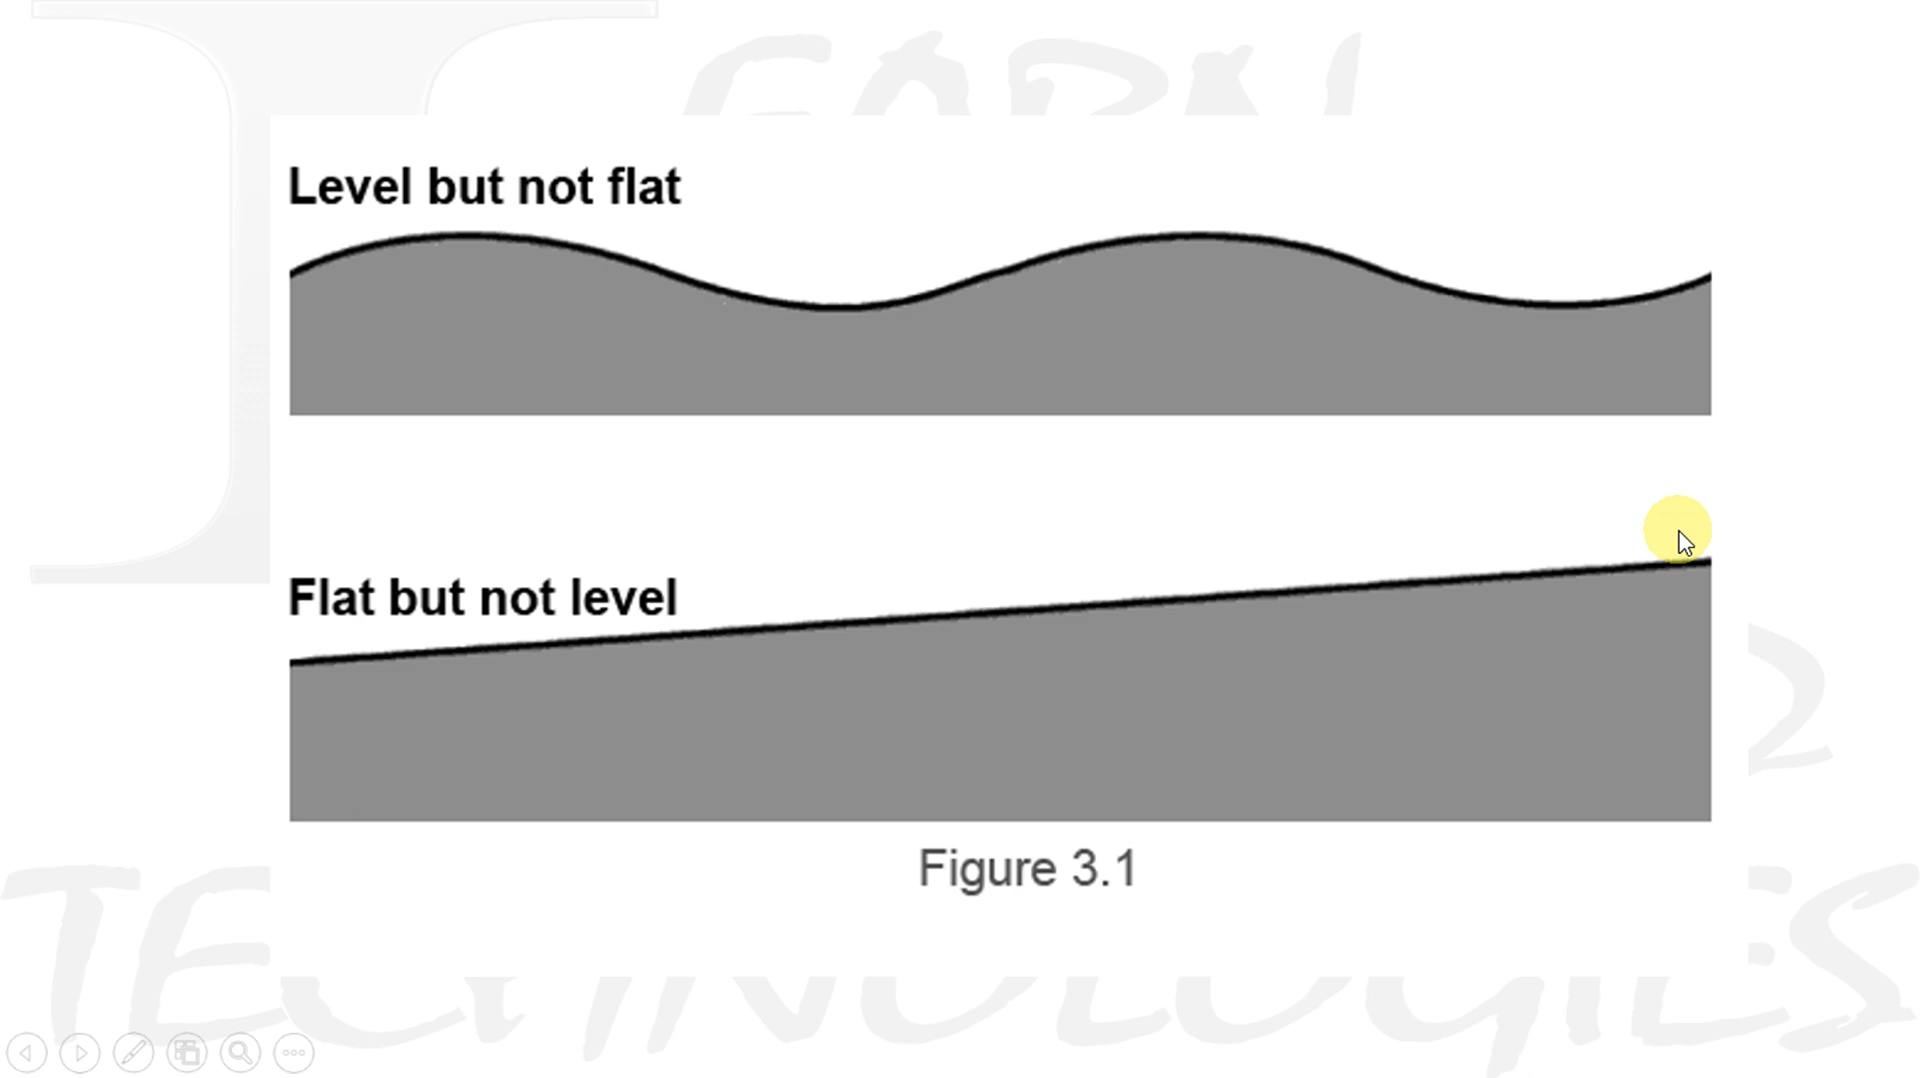 Level but not flat
Flat but not level
Figure 3.1